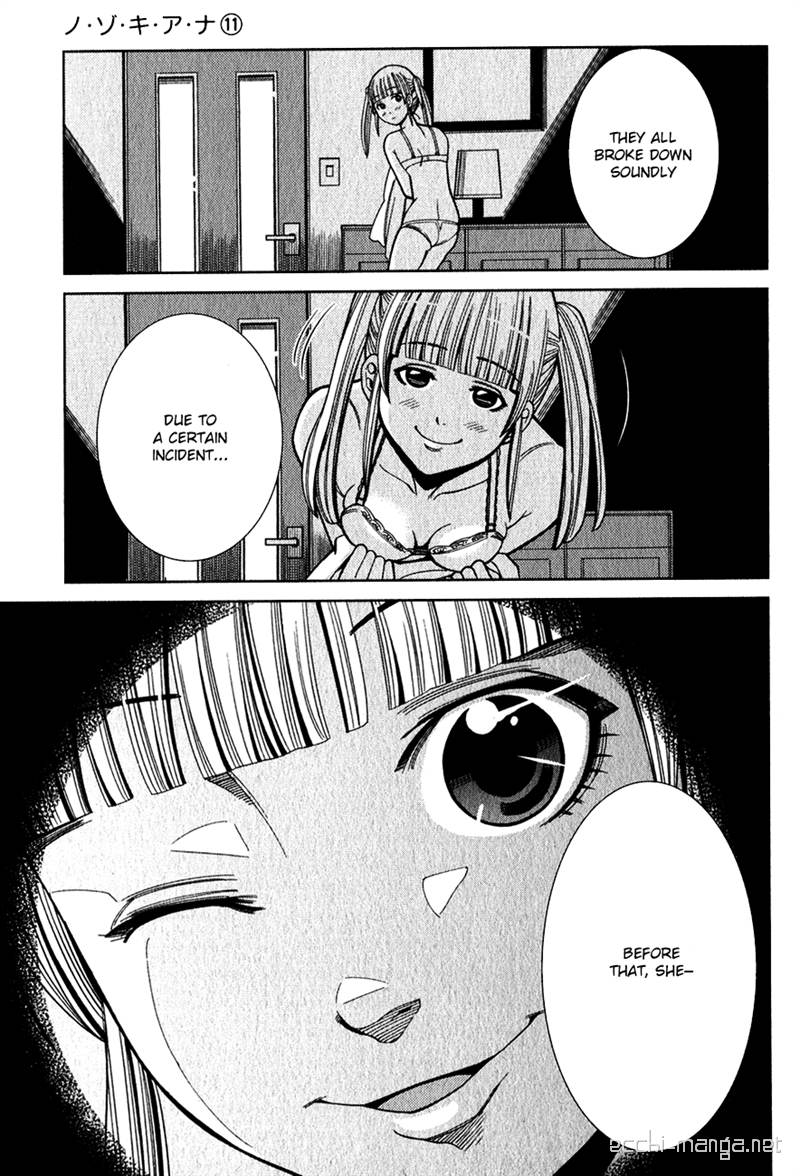 ノ・ゾ・キ・ア・ナ⑪
THEY ALL
BROKE DOWN
SOUNDLY
DUE TO
A CERTAIN
INCIDENT...
BEFORE
THAT, SHE-
ecchi-manga.net